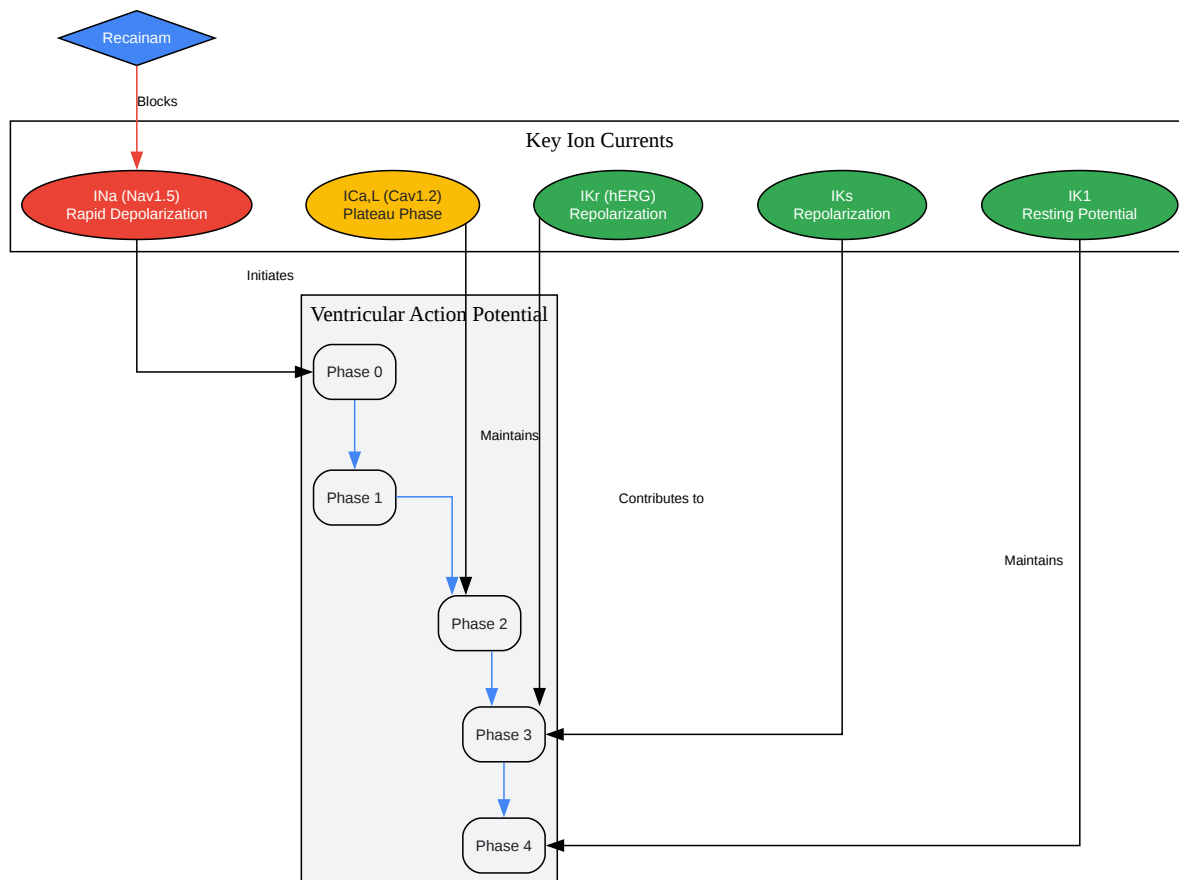 Recainam
Blocks
Key Ion Currents
INa (Nav1.5)
Rapid Depolarization
ICa,L (Cav1.2)
Plateau Phase
IKr (hERG)
Repolarization
IKs
Repolarization
IK1
Resting Potential
Initiates
Ventricular Action Potential
Phase 0
Maintains
Phase 1
Contributes to
Maintains
Phase 2
Phase 3
Phase 4